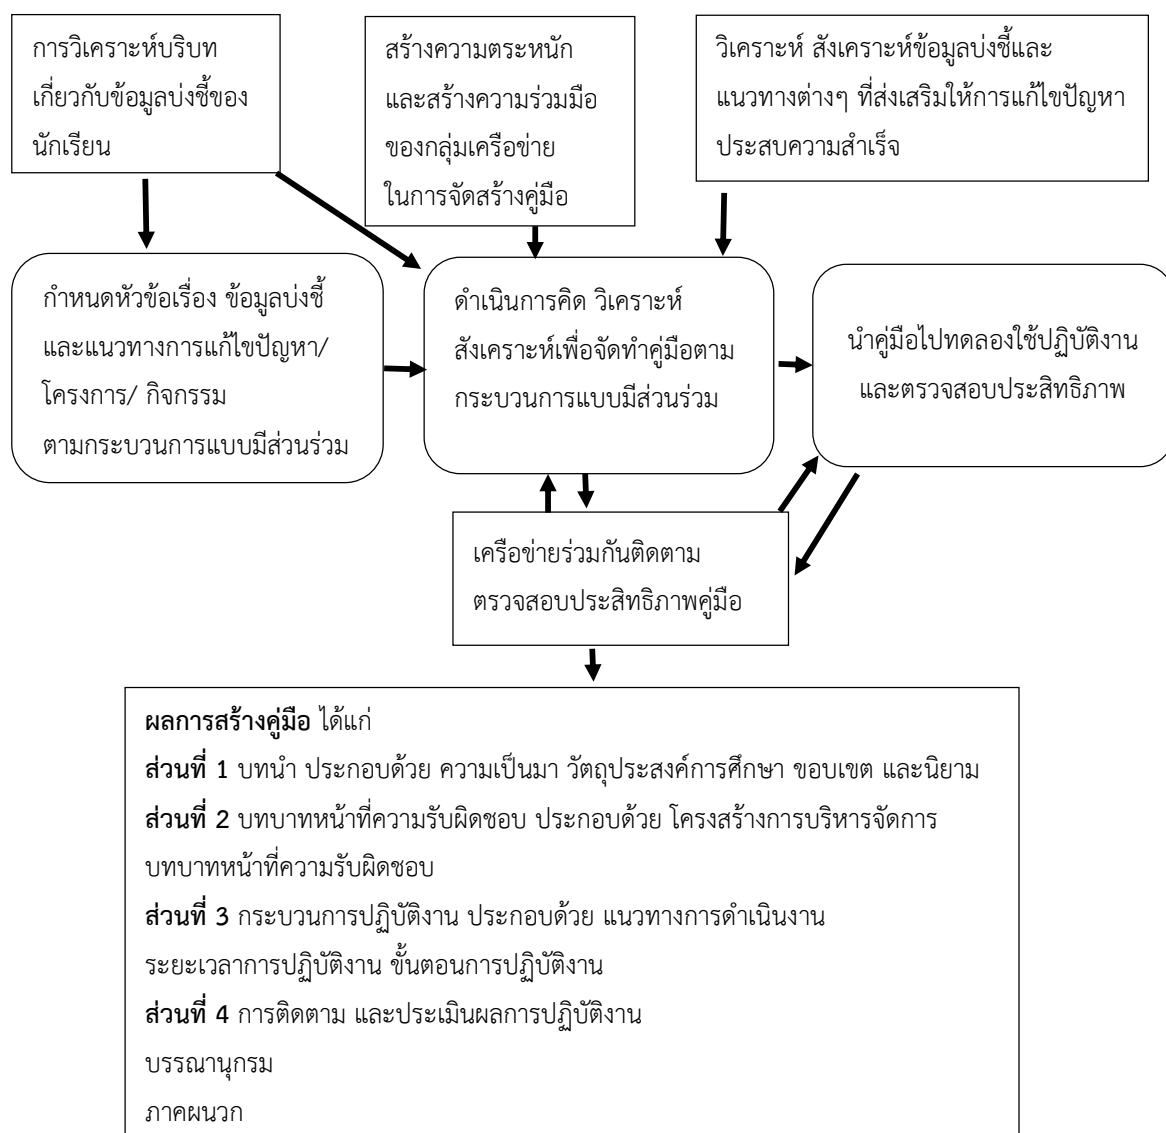 การวิเคราะห์บริบท
เกี่ยวกับข้อมูลบ่งชี้ของ
นักเรียน
สร้างความตระหนัก
และสร้างความร่วมมือ
ของกลุ่มเครือข่าย
ในการจัดสร้างคู่มือ
วิเคราะห์ สังเคราะห์ข้อมูลบ่งชี้และ
แนวทางต่างๆ ที่ส่งเสริมให้การแก้ไขปัญหา
ประสบความสำเร็จ
กำหนดหัวข้อเรื่อง ข้อมูลบ่งชี้
และแนวทางการแก้ไขปัญหา/
โครงการ/ กิจกรรม
ตามกระบวนการแบบมีส่วนร่วม
ดำเนินการคิด วิเคราะห์
สังเคราะห์เพื่อจัดทำคู่มือตาม
กระบวนการแบบมีส่วนร่วม
นำคู่มือไปทดลองใช้ปฏิบัติงาน
และตรวจสอบประสิทธิภาพ
เครือข่ายร่วมกันติดตาม
ตรวจสอบประสิทธิภาพคู่มือ
ผลการสร้างคู่มือ ได้แก่
ส่วนที่ 1 บทนำ ประกอบด้วย ความเป็นมา วัตถุประสงค์การศึกษา ขอบเขต และนิยาม
ส่วนที่ 2 บทบาทหน้าที่ความรับผิดชอบ ประกอบด้วย โครงสร้างการบริหารจัดการ
บทบาทหน้าที่ความรับผิดชอบ
ส่วนที่ 3 กระบวนการปฏิบัติงาน ประกอบด้วย แนวทางการดำเนินงาน
ระยะเวลาการปฏิบัติงาน ขั้นตอนการปฏิบัติงาน
ส่วนที่ 4 การติดตาม และประเมินผลการปฏิบัติงาน
บรรณานุกรม
ภาคผนวก